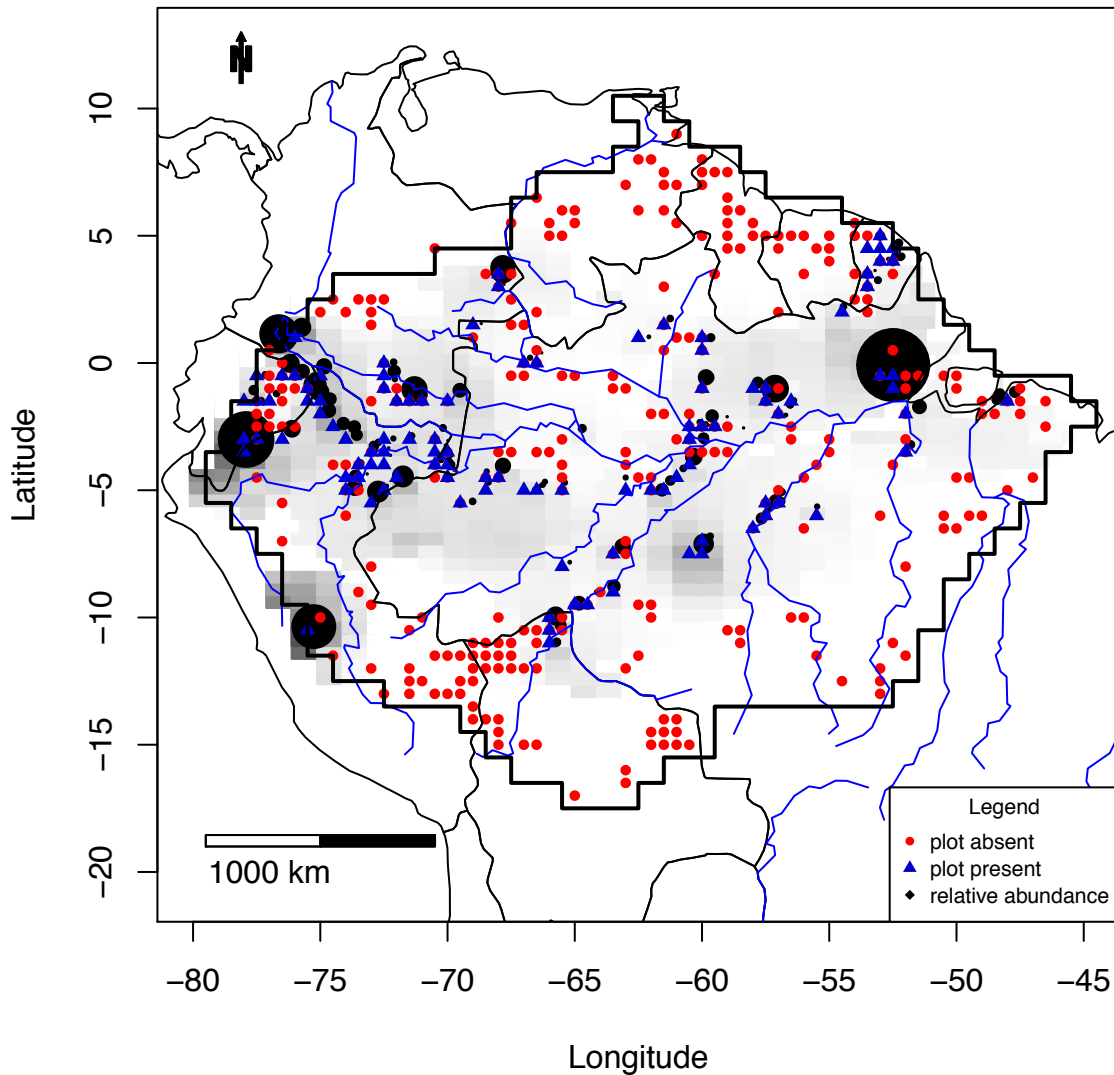 N
10
5
0
−5
−10
−15
−20
Latitude
1000 km
Legend
plot absent
plot present
relative abundance
−80 −75 −70 −65 −60 −55 −50 −45
Longitude